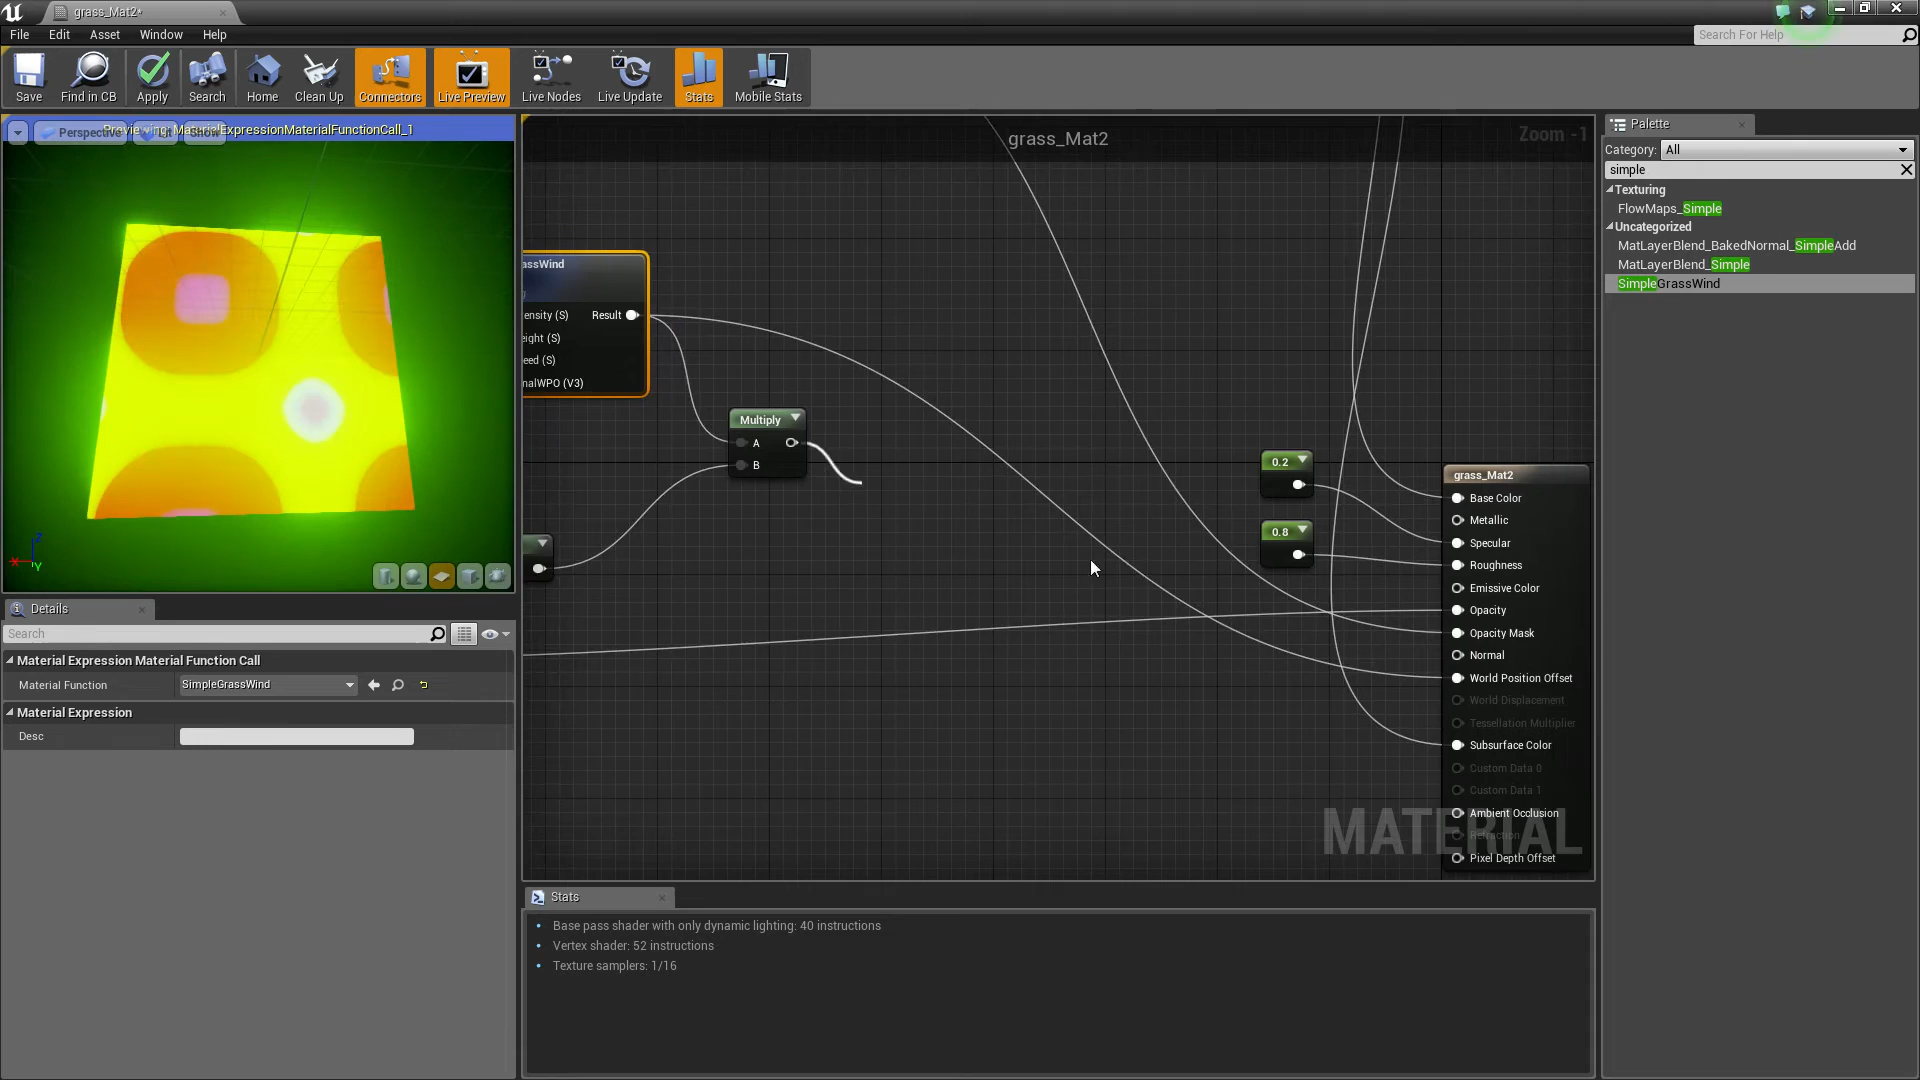 grass_Mat2*
File Edit Asset Window Help
Search For Help
Save Find in CB Apply Search Home Clean Up Connectors Live Preview Live Nodes Live Update Stats Mobile Stats
Previewing: MaterialExpressionMaterialFunctionCall_1
Perspective Lit Show
grass_Mat2
Zoom -1
assWind
ensity (S) Result
eight (S)
eed (S)
nalWPO (V3)
Multiply
A
B
0.2
0.8
grass_Mat2
Base Color
Metallic
Specular
Roughness
Emissive Color
Opacity
Opacity Mask
Normal
World Position Offset
World Displacement
Tessellation Multiplier
Subsurface Color
Custom Data 0
Custom Data 1
Ambient Occlusion
Refraction
Pixel Depth Offset
MATERIAL
Z
X
Y
Details
Search
Material Expression Material Function Call
Material Function SimpleGrassWind
Material Expression
Desc
Stats
Base pass shader with only dynamic lighting: 40 instructions
Vertex shader: 52 instructions
Texture samplers: 1/16
Palette
Category: All
simple
Texturing
FlowMaps_Simple
Uncategorized
MatLayerBlend_BakedNormal_SimpleAdd
MatLayerBlend_Simple
SimpleGrassWind